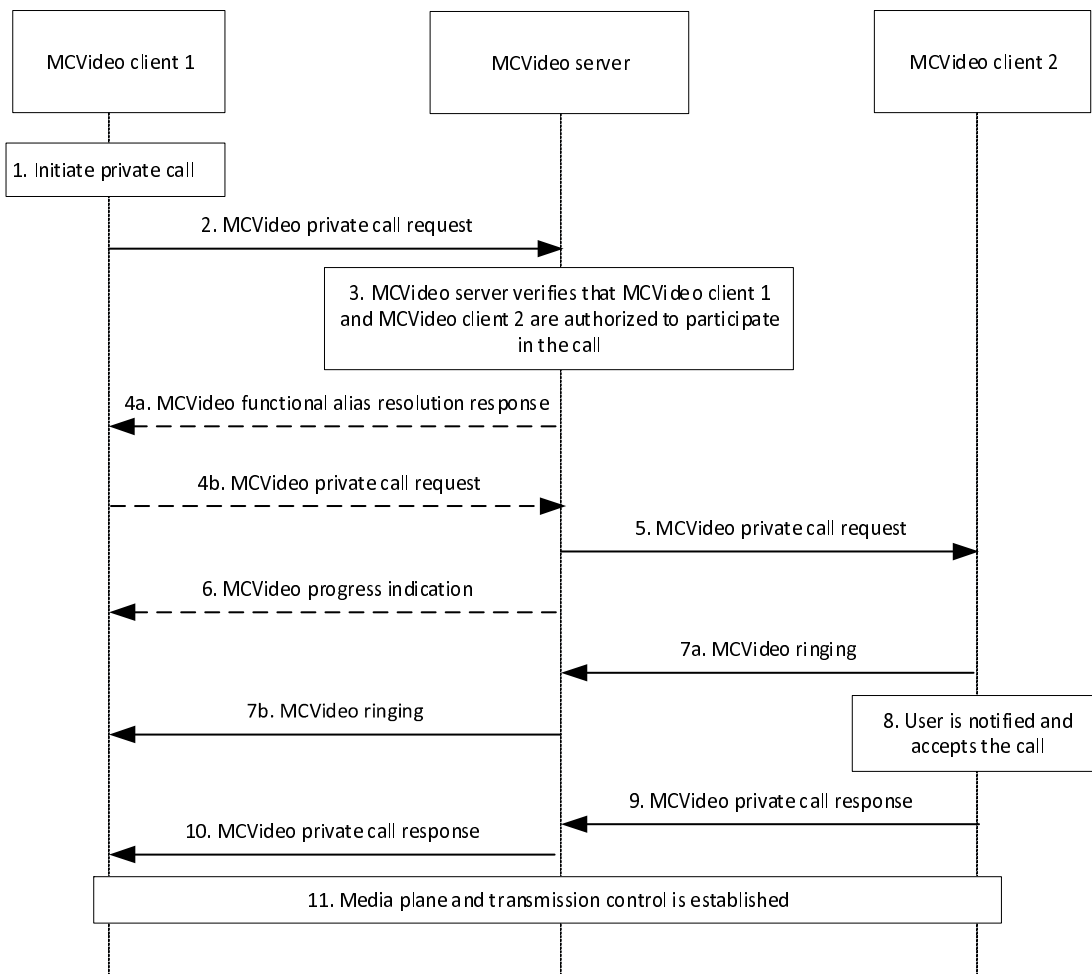 MCVideo client 1
MCVideo server
MCVideo client 2
1. Initiate private call
2. MCVideo private call request
3. MCVideo server verifies that MCVideo client 1
and MCVideo client 2 are authorized to participate
in the call
4a. MCVideo functional alias resolution response
4b. MCVideo private call request
5. MCVideo private call request
6. MCVideo progress indication
7a. MCVideo ringing
7b. MCVideo ringing
8. User is notified and
accepts the call
9. MCVideo private call response
10. MCVideo private call response
11. Media plane and transmission control is established